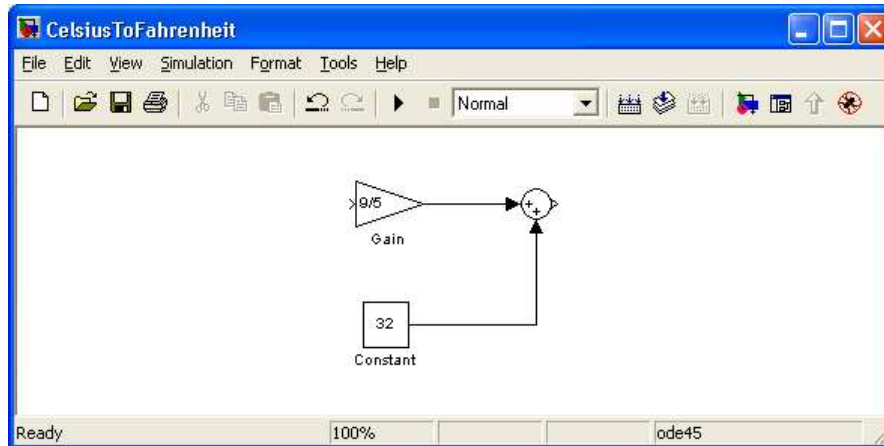 CelsiusToFahrenheit
File Edit View Simulation Format Tools Help
Normal
9/5
+
+
Gain
32
Constant
Ready 100% ode45